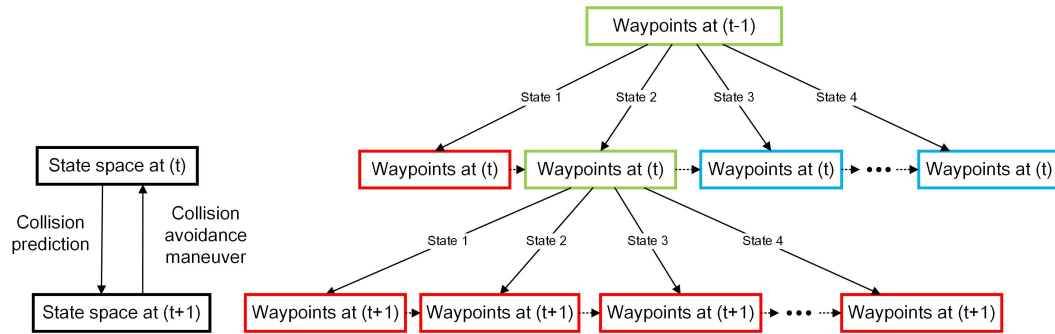 Waypoints at (t-1)
State 1
State 2
State 3
State 4
State space at (t)
Waypoints at (t)
Waypoints at (t)
Waypoints at (t)
Waypoints at (t)
Collision
prediction
Collision
avoidance
maneuver
State 1
State 2
State 3
State 4
State space at (t+1)
Waypoints at (t+1)
Waypoints at (t+1)
Waypoints at (t+1)
Waypoints at (t+1)